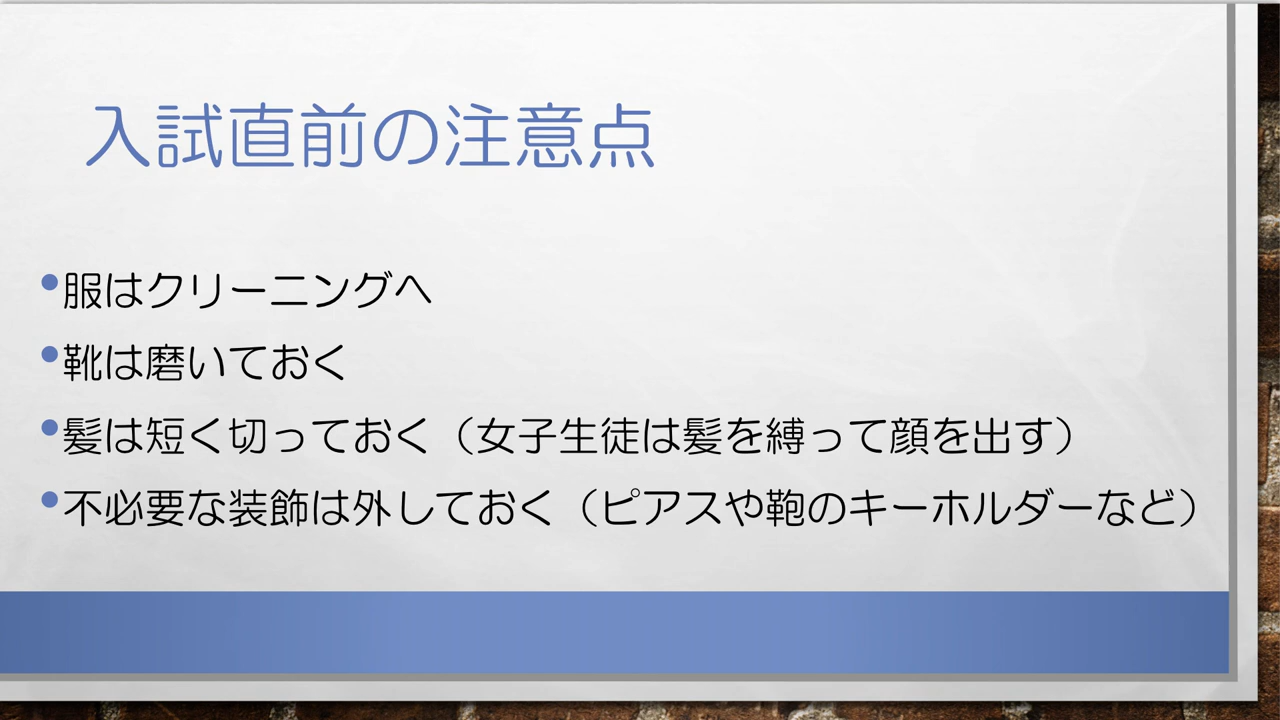 入試直前の注意点
•服はクリーニングへ
•靴は磨いておく
•髪は短く切っておく（女子生徒は髪を縛って顔を出す）
•不必要な装飾は外しておく（ピアスや鞄のキーホルダーなど）